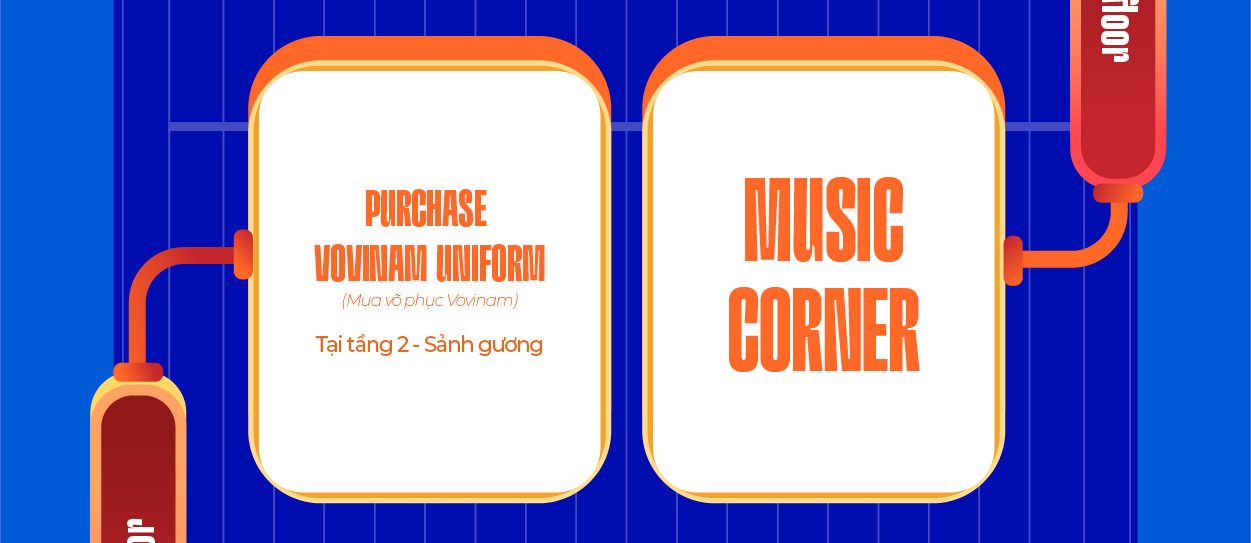 floor
PURCHASE
VOVINAM UNIFORM
(Mua võ phục Vovinam)
Tại tầng 2 - Sảnh gương
MUSIC
CORNER